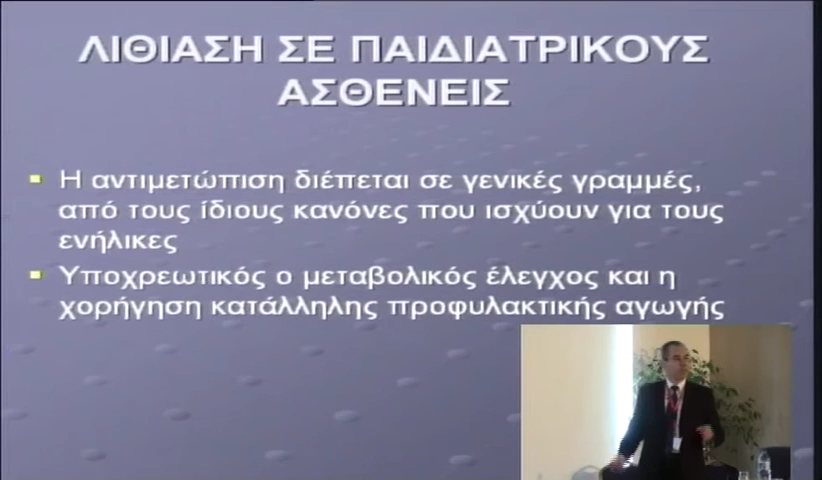 ΛΙΘΙΑΣΗ ΣΕ ΠΑΙΔΙΑΤΡΙΚΟΥΣ
ΑΣΘΕΝΕΙΣ
Η αντιμετώπιση διέπεται σε γενικές γραμμές,
από τους ίδιους κανόνες που ισχύουν για τους
ενήλικες
Υποχρεωτικός ο μεταβολικός έλεγχος και η
χορήγηση κατάλληλης προφυλακτικής αγωγής